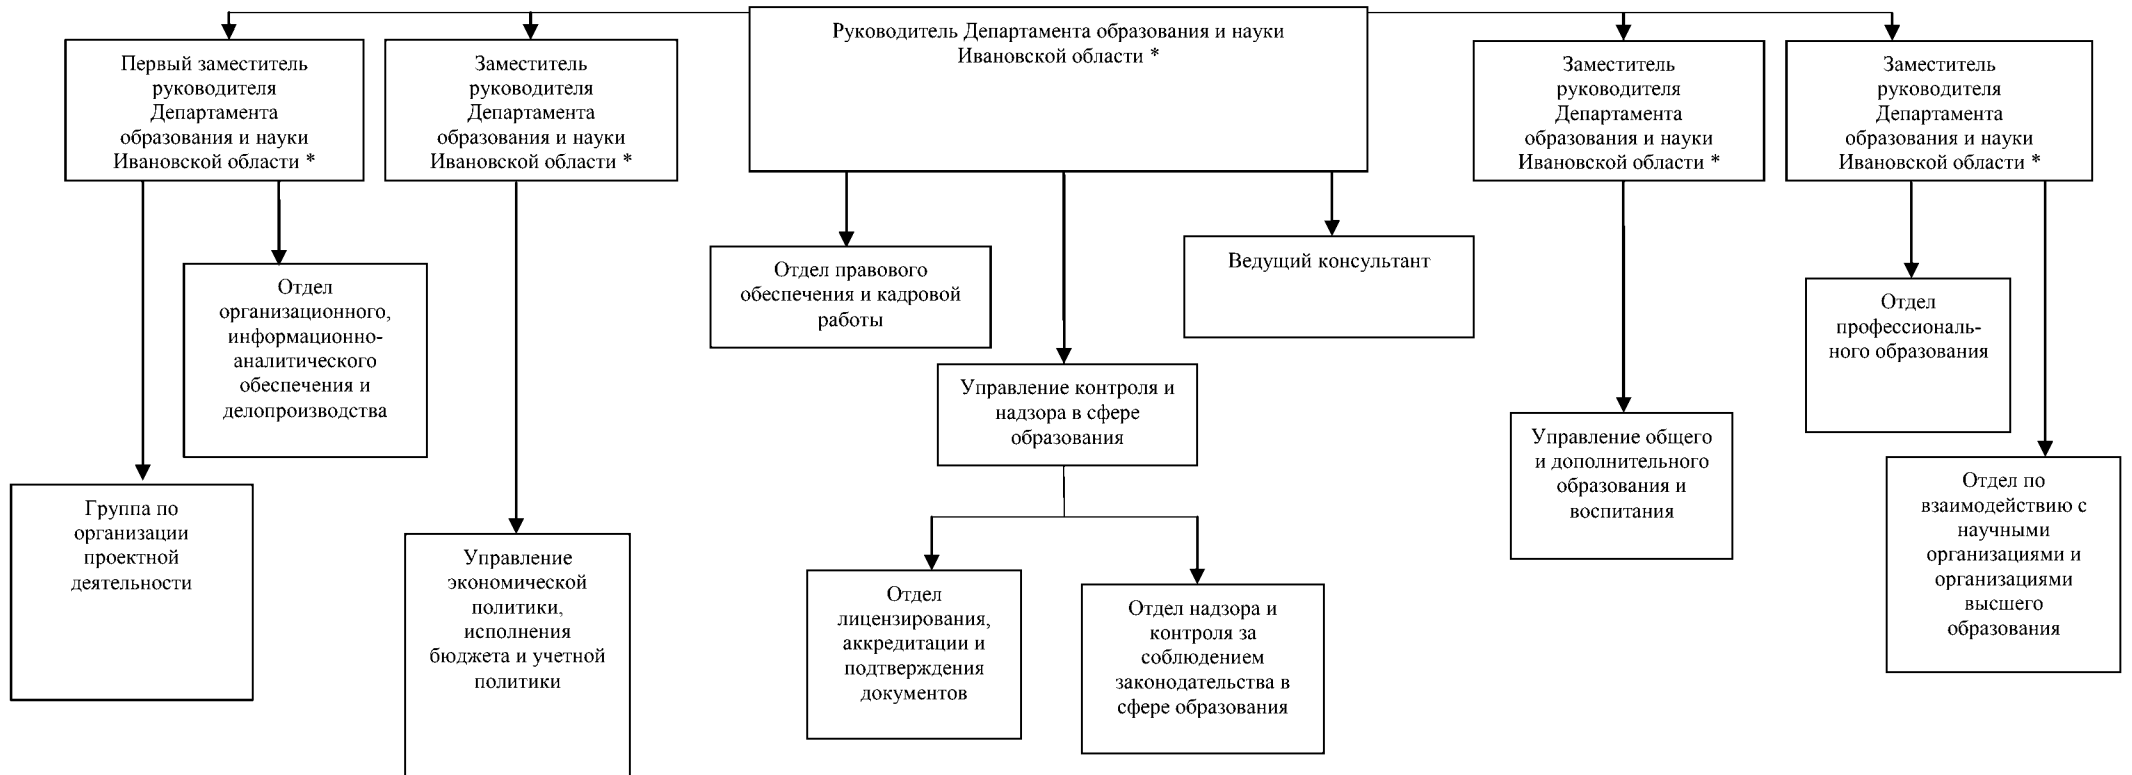 Руководитель Департамента образования и науки
Ивановской области *
Первый заместитель
руководителя
Департамента
образования и науки
Ивановской области *
Заместитель
руководителя
Департамента
образования и науки
Ивановской области *
Заместитель
руководителя
Департамента
образования и науки
Ивановской области *
Заместитель
руководителя
Департамента
образования и науки
Ивановской области *
Отдел
организационного,
информационно-
аналитического
обеспечения и
делопроизводства
Отдел правового
обеспечения и кадровой
работы
Ведущий консультант
Отдел
профессиональ-
ного образования
Управление контроля и
надзора в сфере
образования
Управление общего
и дополнительного
образования и
воспитания
Группа по
организации
проектной
деятельности
Управление
экономической
политики,
исполнения
бюджета и учетной
политики
Отдел
лицензирования,
аккредитации и
подтверждения
документов
Отдел надзора и
контроля за
соблюдением
законодательства в
сфере образования
Отдел по
взаимодействию с
научными
организациями и
организациями
высшего
образования